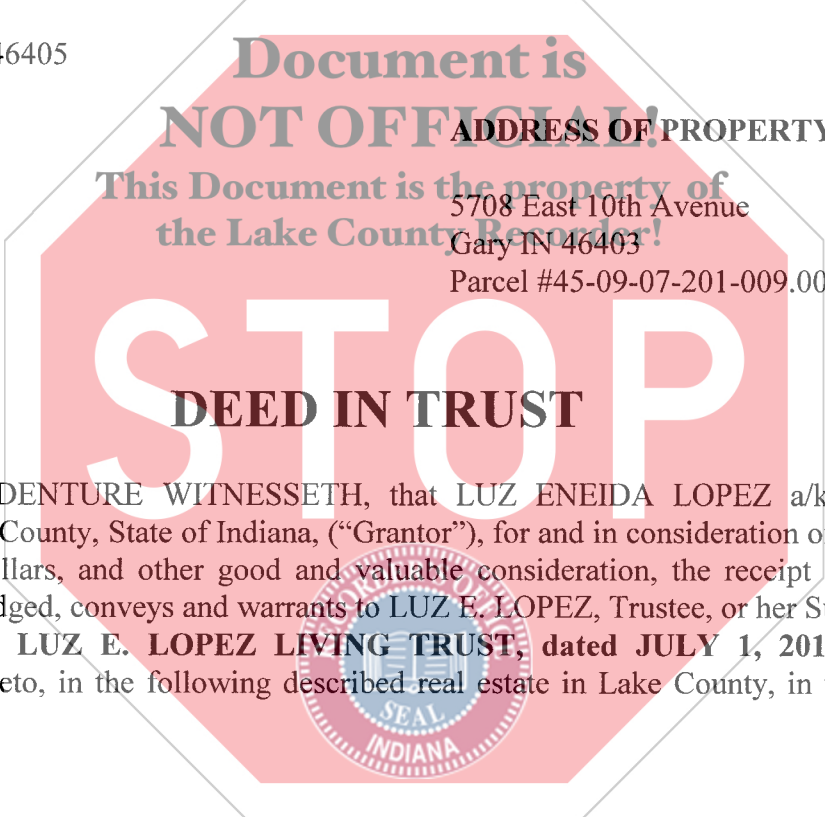 46405
Document is
NOT OFFICIAL!
ADDRESS OF PROPERTY
This Document is the property of
5708 East 10th Avenue
the Lake County Recorder!
Gary IN 46403
Parcel #45-09-07-201-009.00
STOP
DEED IN TRUST
DENTURE WITNESSETH, that LUZ ENEIDA LOPEZ a/k
County, State of Indiana, (“Grantor”), for and in consideration o
llars, and other good and valuable consideration, the receipt
dged, conveys and warrants to LUZ E. LOPEZ, Trustee, or her S
LUZ E. LOPEZ LIVING TRUST, dated JULY 1, 201
eto, in the following described real estate in Lake County, in
SEAL
INDIANA